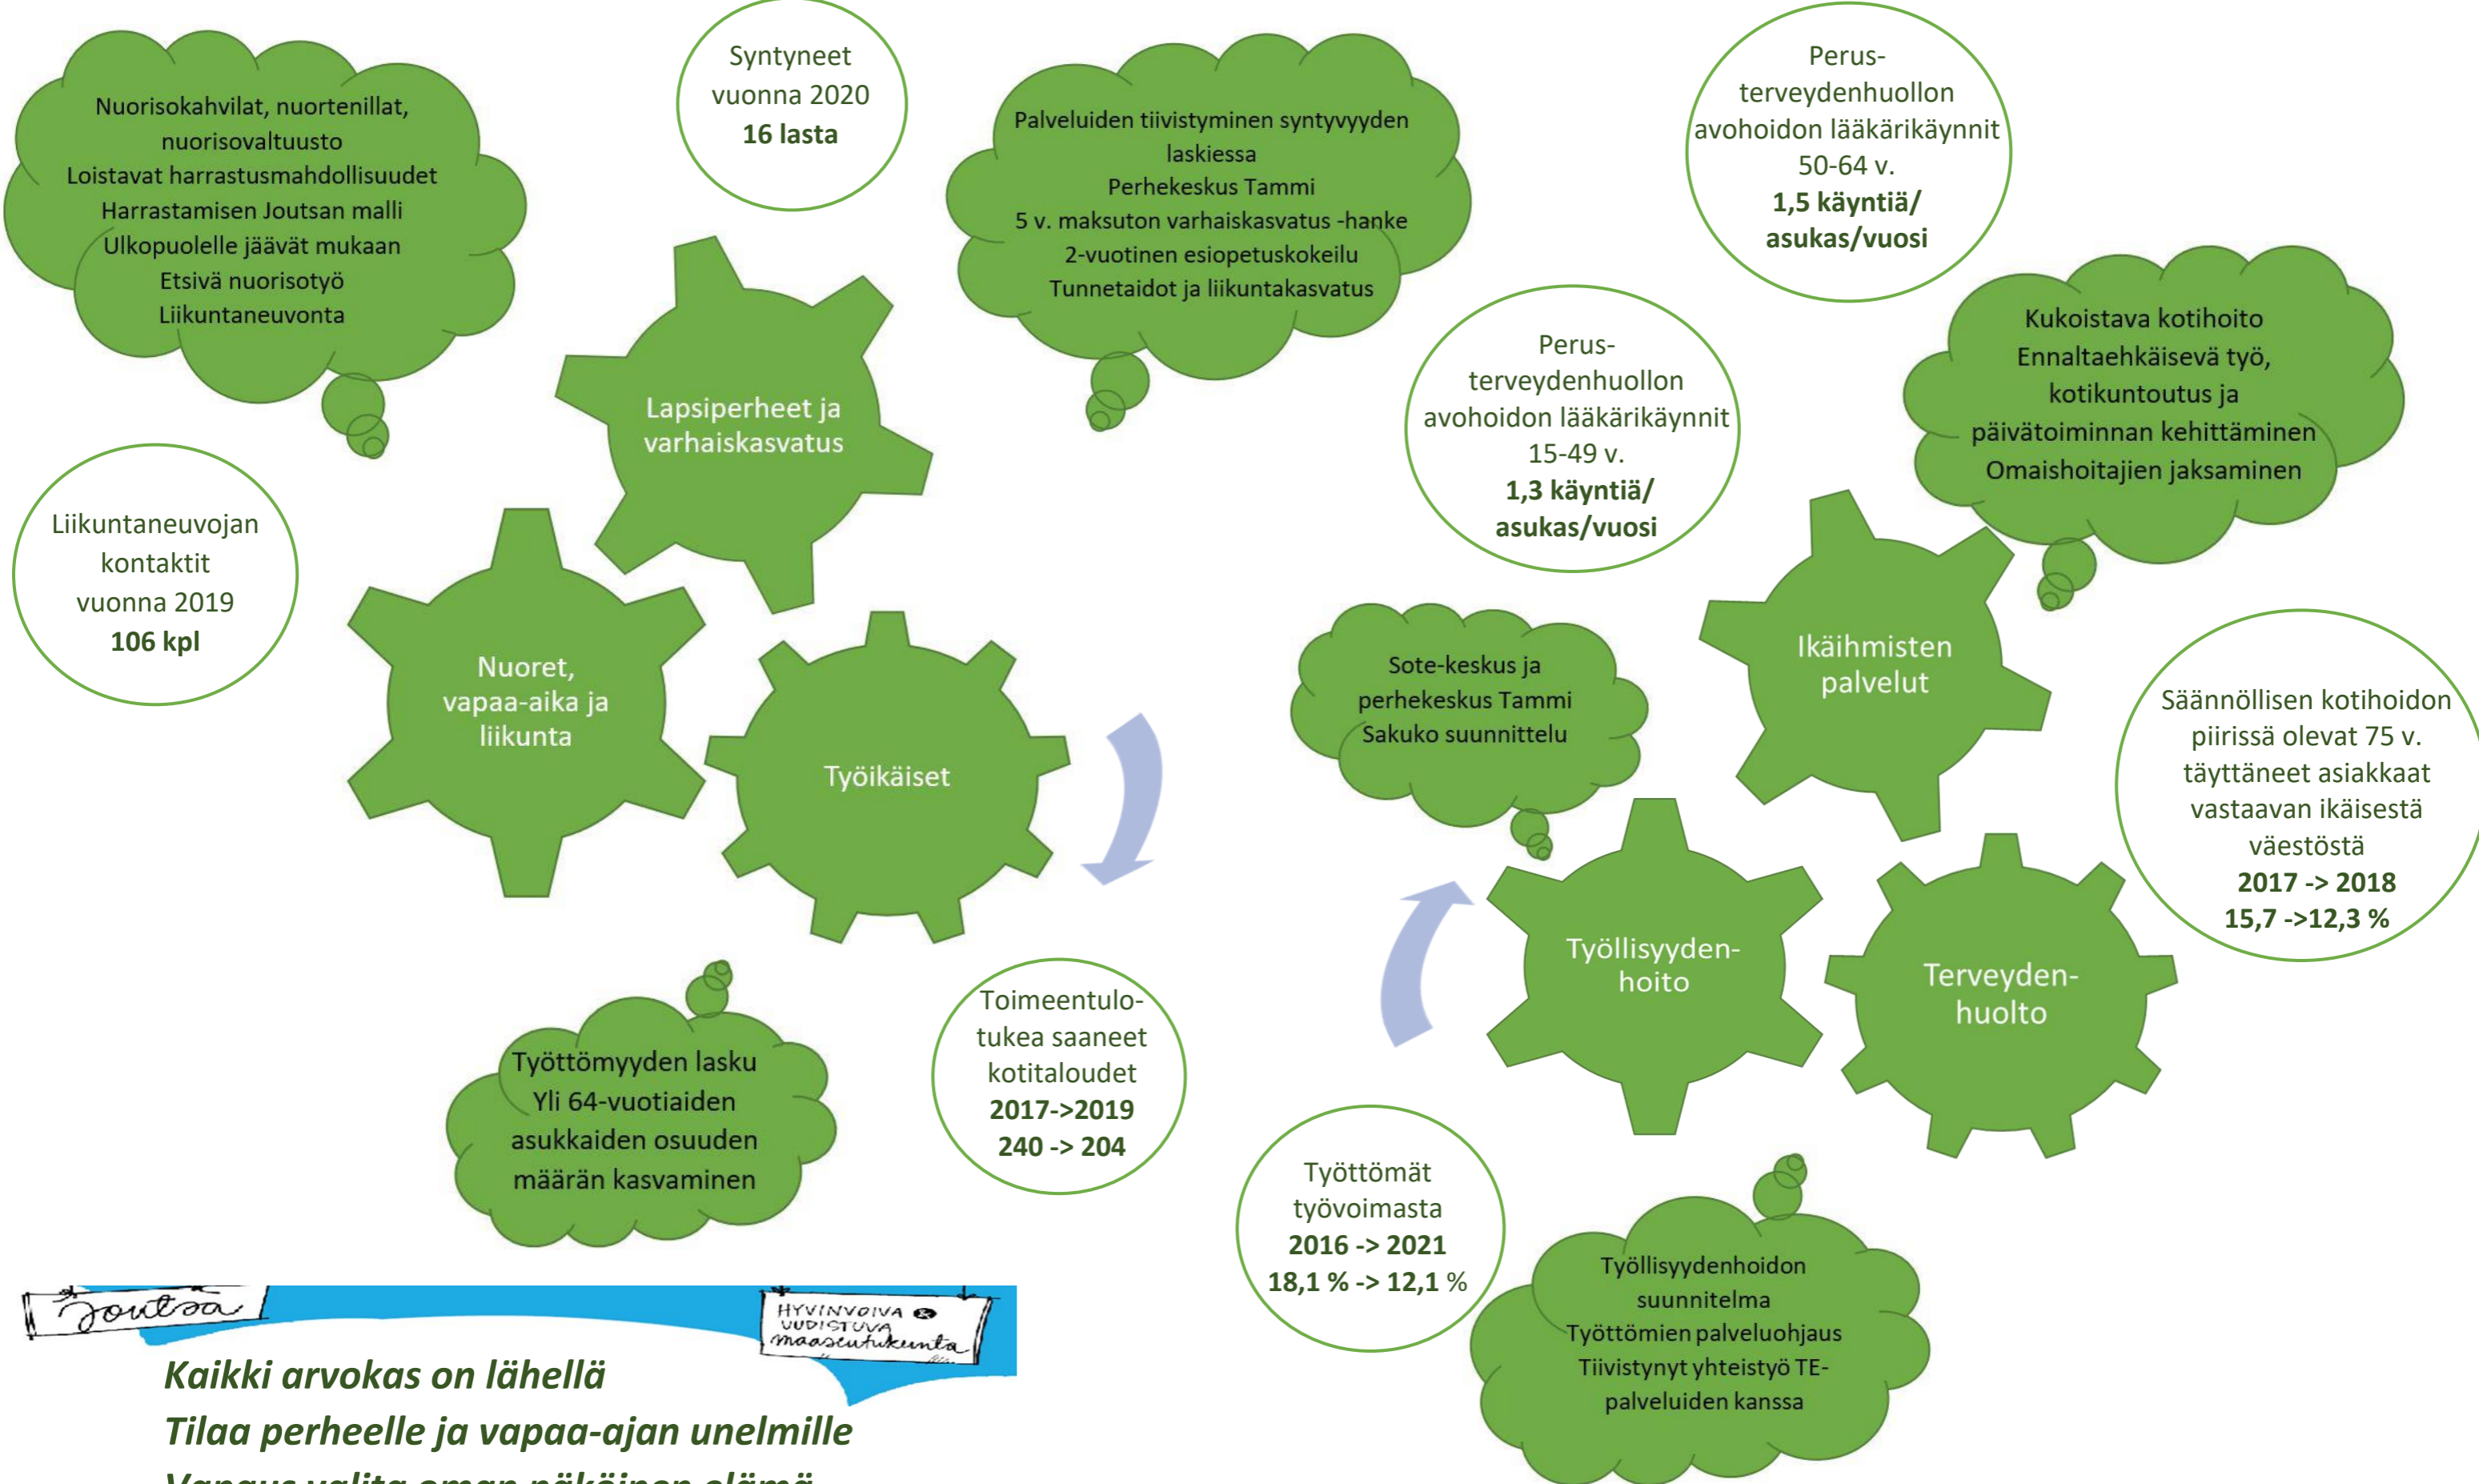 Nuorisokahvilat, nuortenillat,
nuorisovaltuusto
Loistavat harrastusmahdollisuudet
Harrastamisen Joutsan malli
Ulkopuolelle jäävät mukaan
Etsivä nuorisotyö
Liikuntaneuvonta
Syntyneet
vuonna 2020
16 lasta
Palveluiden tiivistyminen syntyvyyden
laskiessa
Perhekeskus Tammi
5 v. maksuton varhaiskasvatus -hanke
2-vuotinen esiopetuskokeilu
Tunnetaidot ja liikuntakasvatus
Perus-
terveydenhuollon
avohoidon lääkärikäynnit
50-64 v.
1,5 käyntiä/
asukas/vuosi
Perus-
terveydenhuollon
avohoidon lääkärikäynnit
15-49 v.
1,3 käyntiä/
asukas/vuosi
Kukoistava kotihoito
Ennaltaehkäisevä työ,
kotikuntoutus ja
päivätoiminnan kehittäminen
Omaishoitajien jaksaminen
Lapsiperheet ja
varhaiskasvatus
Liikuntaneuvojan
kontaktit
vuonna 2019
106 kpl
Nuoret,
vapaa-aika ja
liikunta
Työikäiset
Sote-keskus ja
perhekeskus Tammi
Sakuko suunnittelu
Ikäihmisten
palvelut
Säännöllisen kotihoidon
piirissä olevat 75 v.
täyttäneet asiakkaat
vastaavan ikäisestä
väestöstä
2017 -> 2018
15,7 ->12,3 %
Työllisyyden-
hoito
Terveyden-
huolto
Toimeentulo-
tukea saaneet
kotitaloudet
2017->2019
240 -> 204
Työttömyyden lasku
Yli 64-vuotiaiden
asukkaiden osuuden
määrän kasvaminen
Työttömät
työvoimasta
2016 -> 2021
18,1 % -> 12,1 %
Työllisyydenhoidon
suunnitelma
Työttömien palveluohjaus
Tiivistynyt yhteistyö TE-
palveluiden kanssa
Joutsa
HYVINVOIVA
UUDISTUVA
maaseutukunta
Kaikki arvokas on lähellä
Tilaa perheelle ja vapaa-ajan unelmille
Vapaus valita oman näköinen elämä